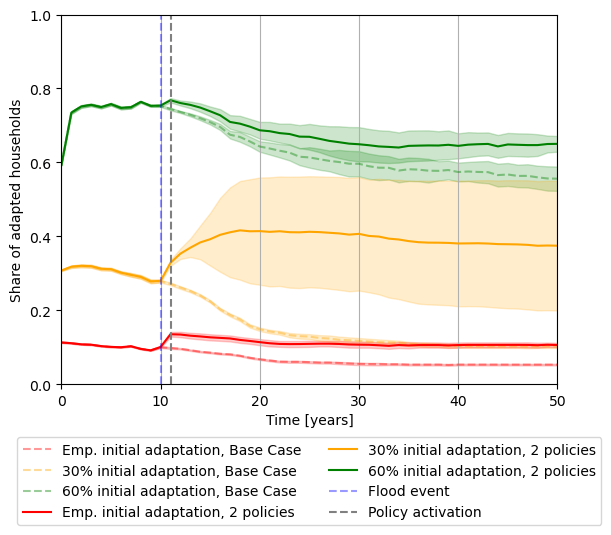 1.0
0.8
0.6
0.4
0.2
0.0
Share of adapted households
0 10 20 30 40 50
Time [years]
Emp. initial adaptation, Base Case
30% initial adaptation, Base Case
60% initial adaptation, Base Case
Emp. initial adaptation, 2 policies
30% initial adaptation, 2 policies
60% initial adaptation, 2 policies
Flood event
Policy activation